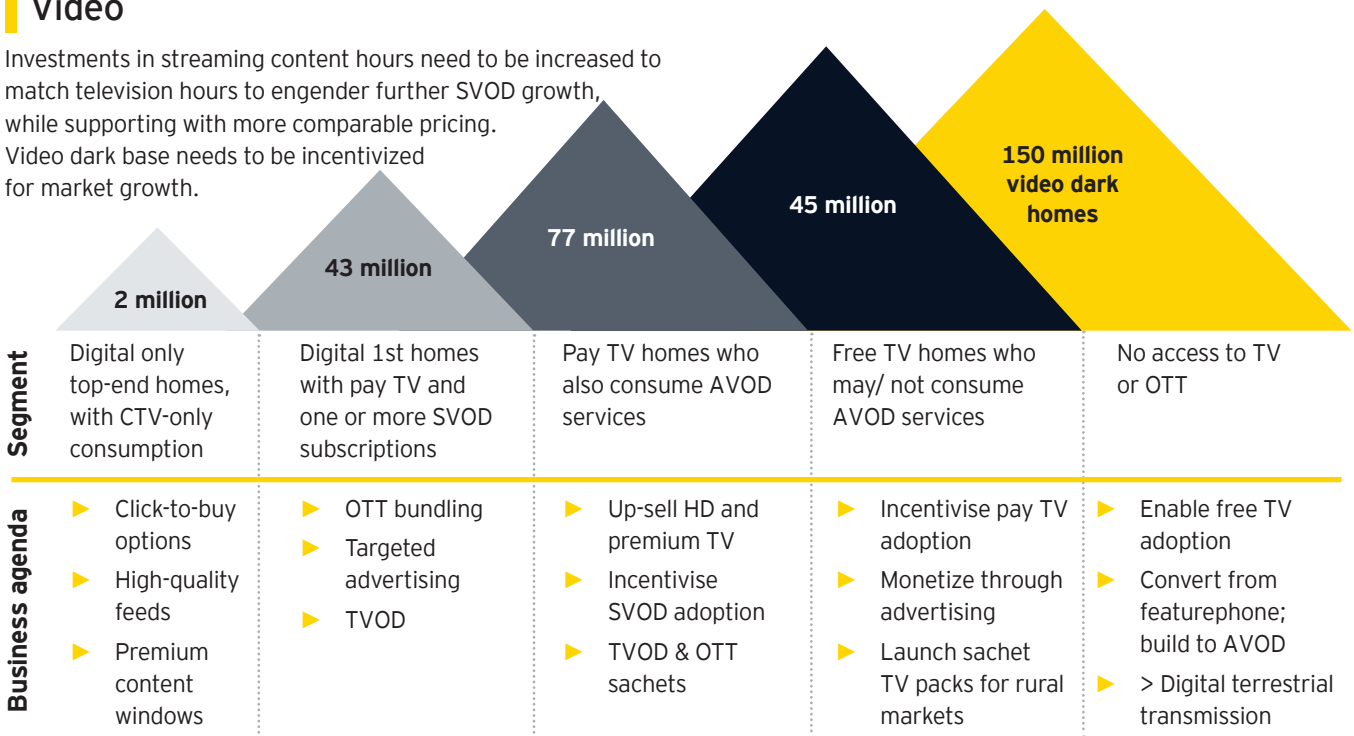 Video
Investments in streaming content hours need to be increased to
match television hours to engender further SVOD growth,
while supporting with more comparable pricing.
Video dark base needs to be incentivized
for market growth.
2 million
43 million
77 million
45 million
150 million
video dark
homes
Segment
Digital only
top-end homes,
with CTV-only
consumption
Digital 1st homes
with pay TV and
one or more SVOD
subscriptions
Pay TV homes who
also consume AVOD
services
Free TV homes who
may/ not consume
AVOD services
No access to TV
or OTT
Business agenda
► Click-to-buy
options
► High-quality
feeds
► Premium
content
windows
► OTT bundling
► Targeted
advertising
► TVOD
► Up-sell HD and
premium TV
► Incentivise
SVOD adoption
► TVOD & OTT
sachets
► Incentivise pay TV
adoption
► Monetize through
advertising
► Launch sachet
TV packs for rural
markets
► Enable free TV
adoption
► Convert from
featurephone;
build to AVOD
► > Digital terrestrial
transmission